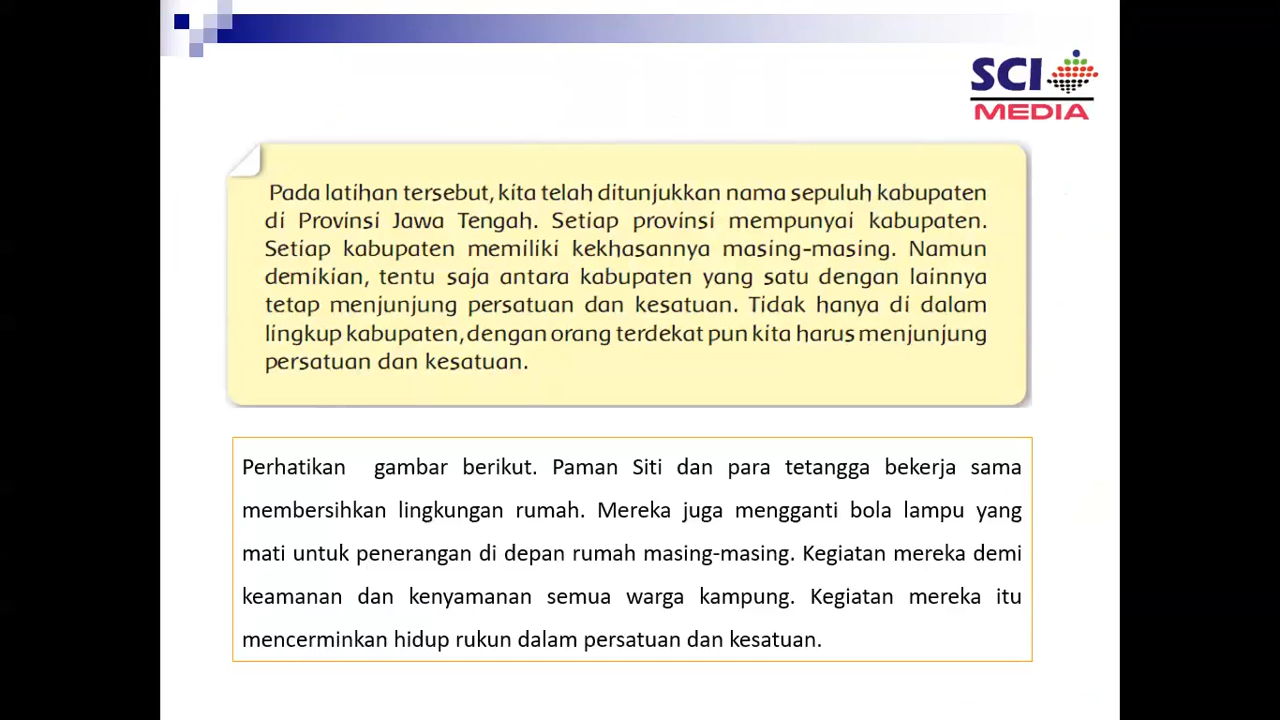 SCI
MEDIA
Pada latihan tersebut, kita telah ditunjukkan nama sepuluh kabupaten
di Provinsi Jawa Tengah. Setiap provinsi mempunyai kabupaten.
Setiap kabupaten memiliki kekhasannya masing-masing. Namun
demikian, tentu saja antara kabupaten yang satu dengan lainnya
tetap menjunjung persatuan dan kesatuan. Tidak hanya di dalam
lingkup kabupaten, dengan orang terdekat pun kita harus menjunjung
persatuan dan kesatuan.
Perhatikan gambar berikut. Paman Siti dan para tetangga bekerja sama
membersihkan lingkungan rumah. Mereka juga mengganti bola lampu yang
mati untuk penerangan di depan rumah masing-masing. Kegiatan mereka demi
keamanan dan kenyamanan semua warga kampung. Kegiatan mereka itu
mencerminkan hidup rukun dalam persatuan dan kesatuan.